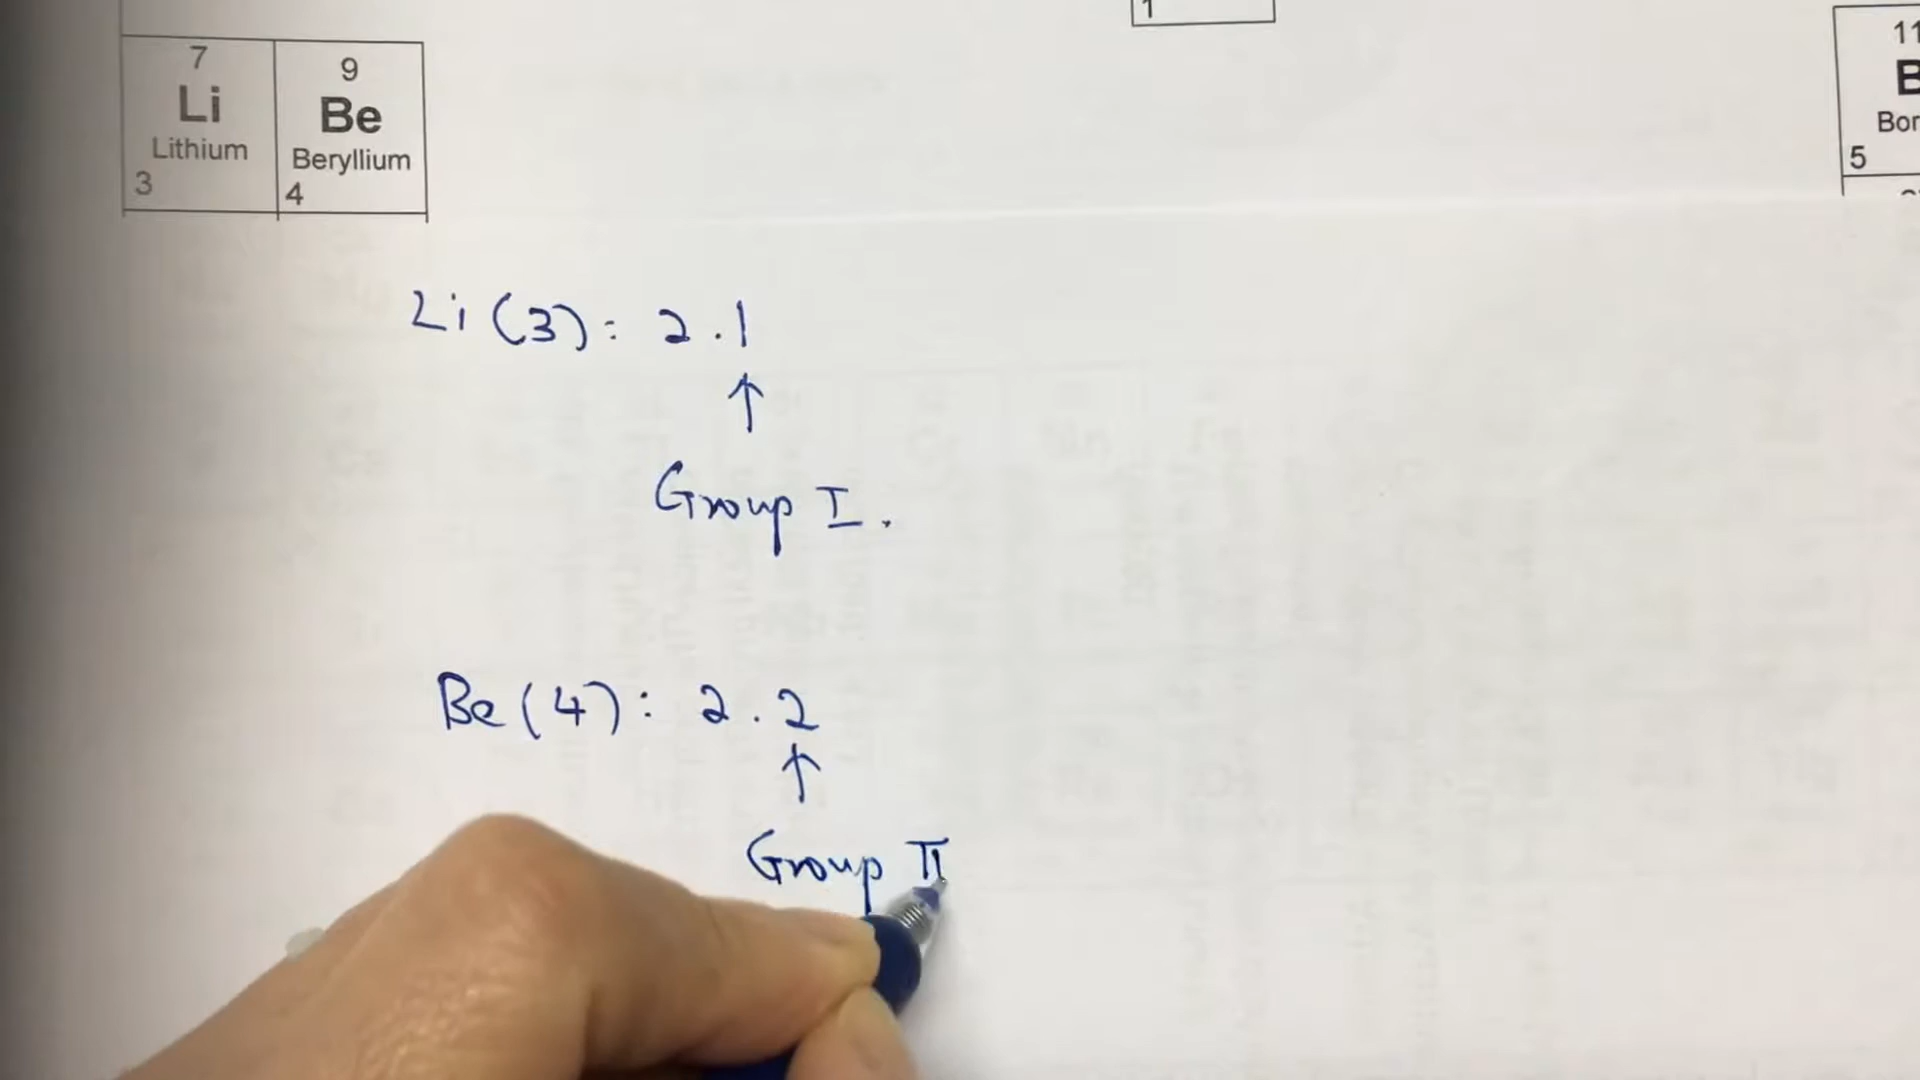 1
7
Li
Lithium
3
9
Be
Beryllium
4
11
B
Bor
5
Li (3): 2.1
↑
Group I.
Be (4): 2.2
↑
Group II